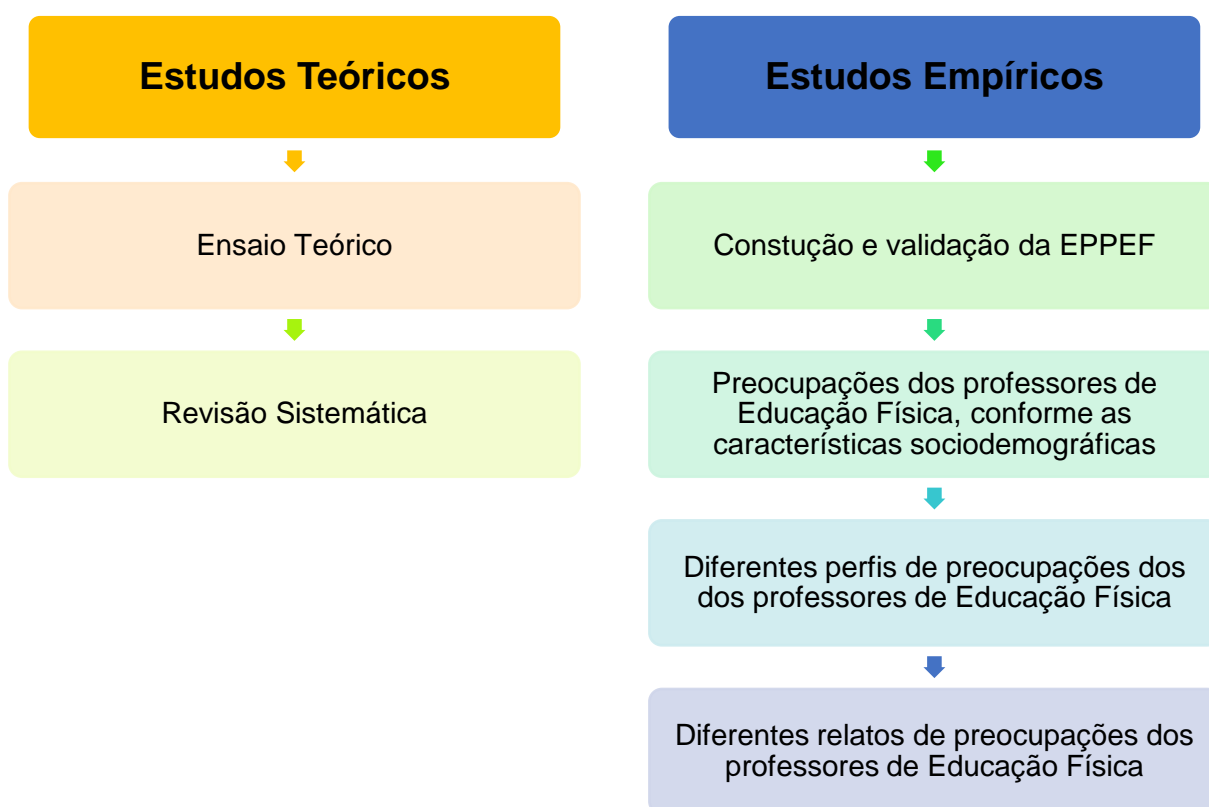 Estudos Teóricos
Ensaio Teórico
Revisão Sistemática
Estudos Empíricos
Constução e validação da EPPEF
Preocupações dos professores de
Educação Física, conforme as
características sociodemográficas
Diferentes perfis de preocupações dos
dos professores de Educação Física
Diferentes relatos de preocupações dos
professores de Educação Física